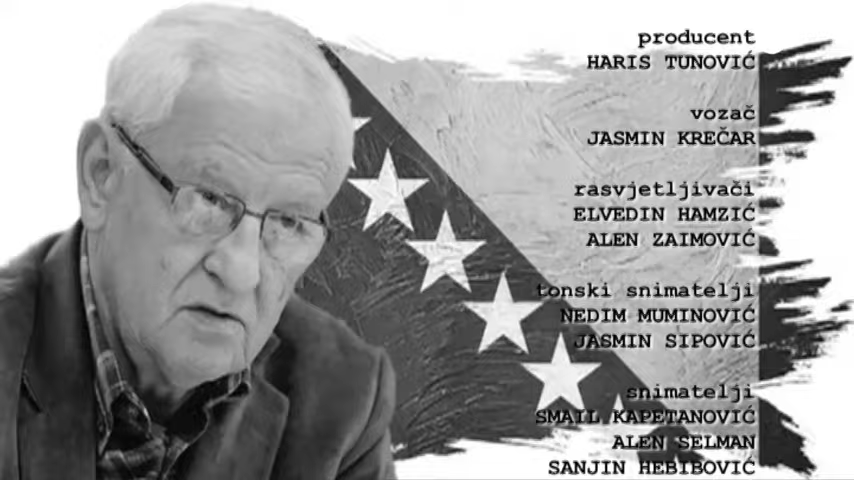 producent
HARIS TUNOVIĆ
vozač
JASMIN KREČAR
rasvjetljivači
ELVEDIN HAMZIĆ
ALEN ZAIMOVIĆ
tonski snimatelji
NEDIM MUMINOVIĆ
JASMIN SIPOVIĆ
snimatelji
SMAIL KAPETANOVIĆ
ALEN SELMAN
SANJIN HEBIBOVIĆ